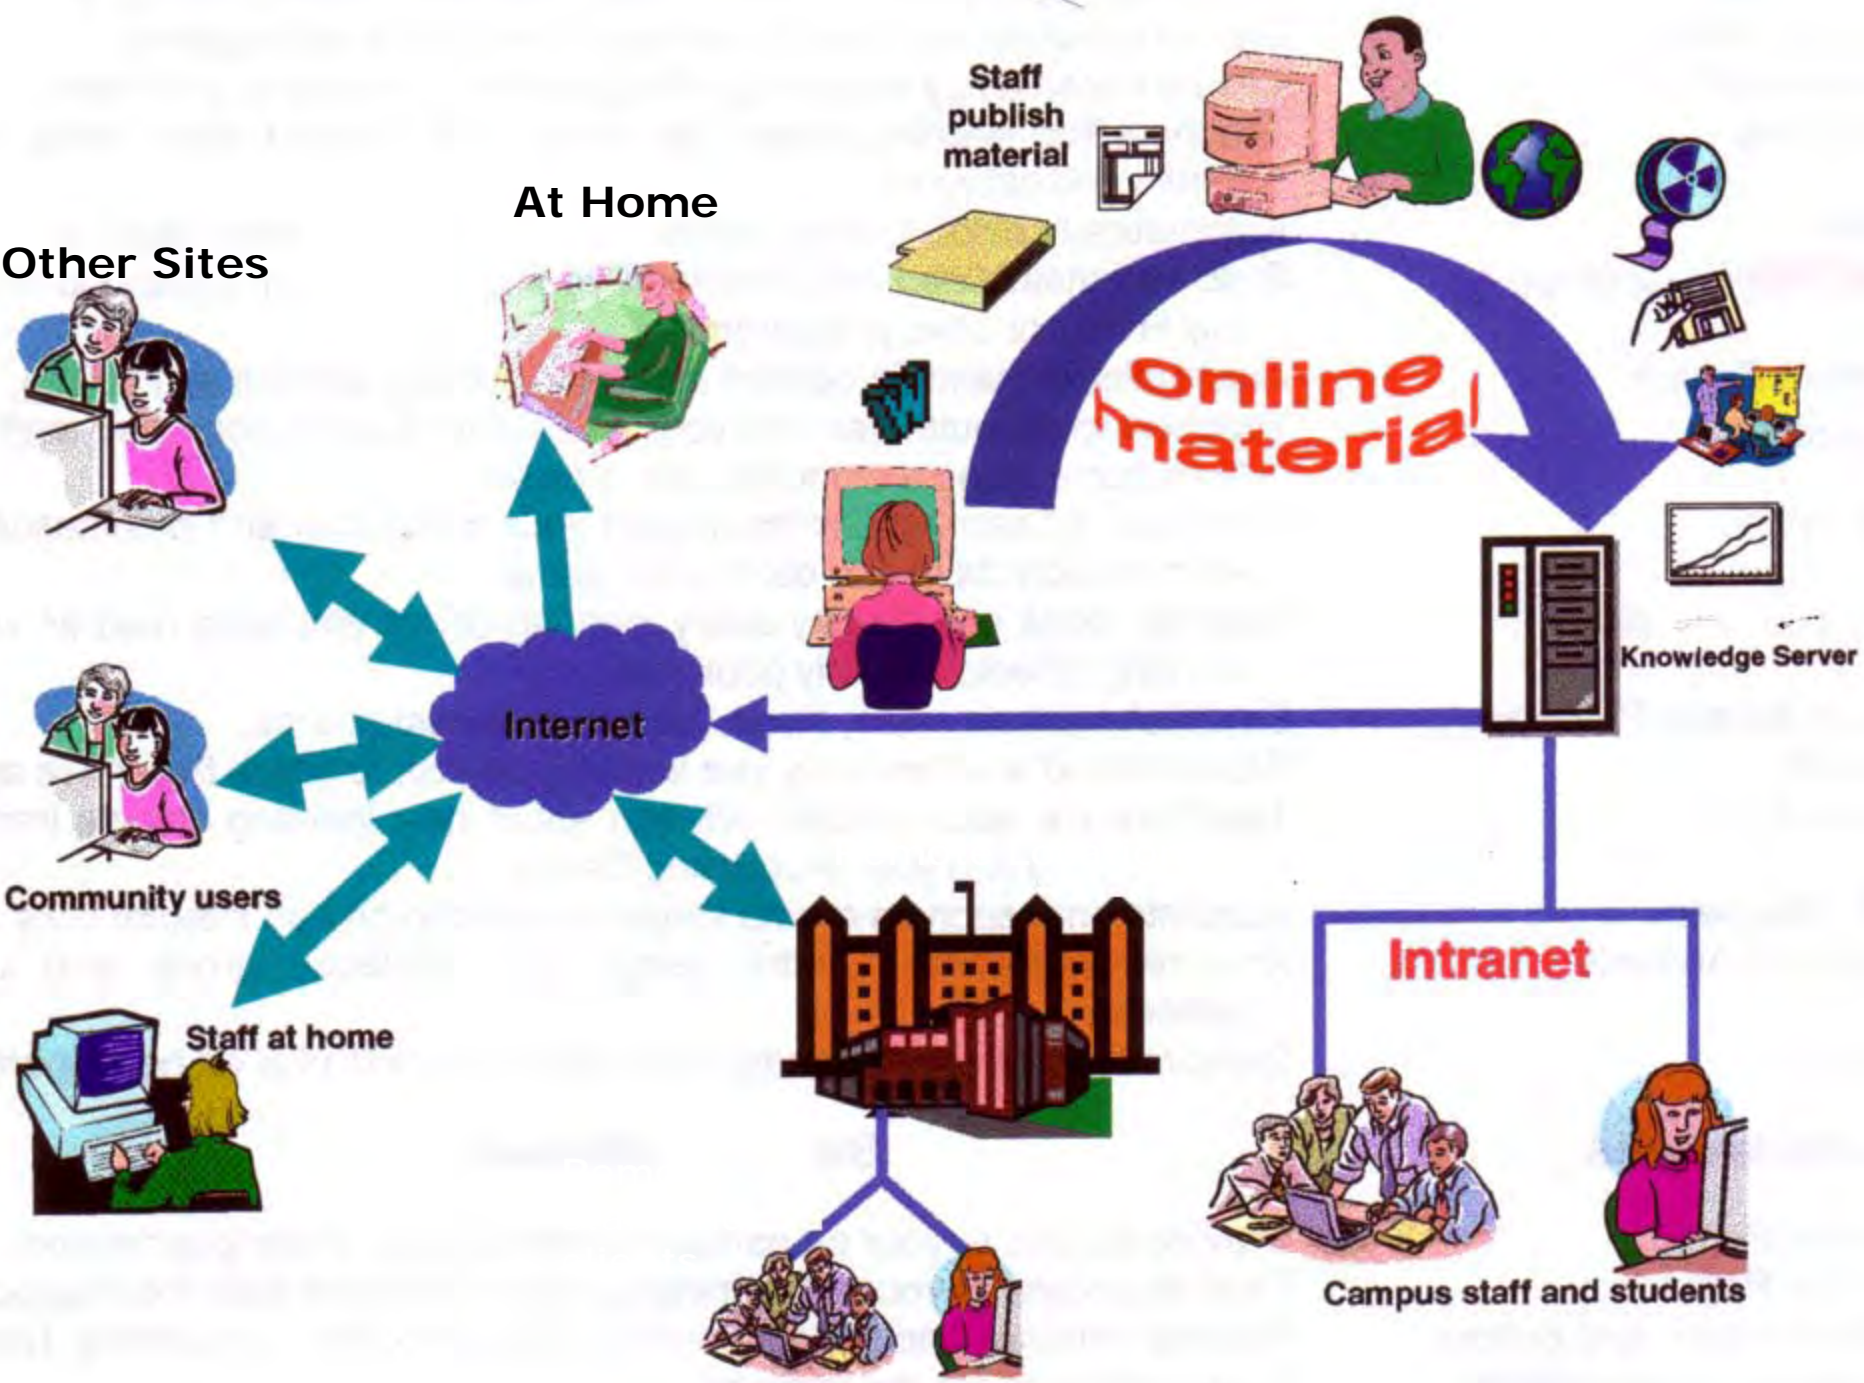 Staff
publish
material
At Home
Other Sites
Online
material
Knowledge Server
Internet
Community users
Intranet
Staff at home
Campus staff and students